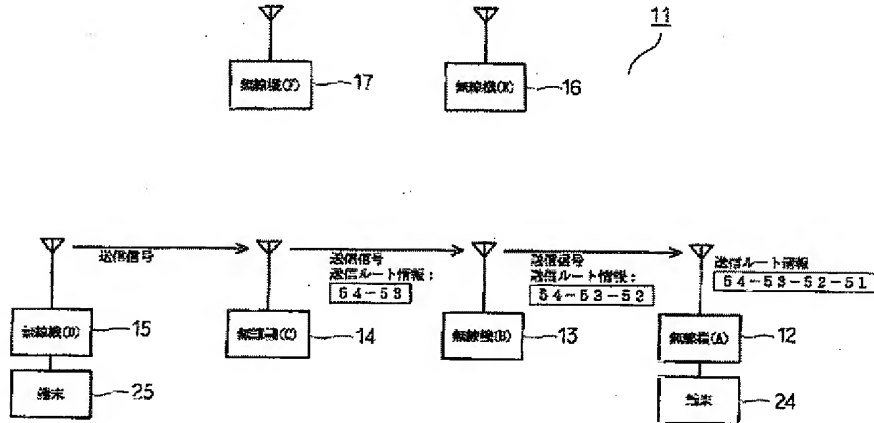 11
無線機(F)
17
無線機(E)
16
送信信号
送信信号
送信ルート情報:
54-53
送信信号
送信ルート情報:
54-53-52
送信ルート情報
54-53-52-51
無線機(D)
15
無線機(C)
14
無線機(B)
13
無線機(A)
12
端末
25
端末
24